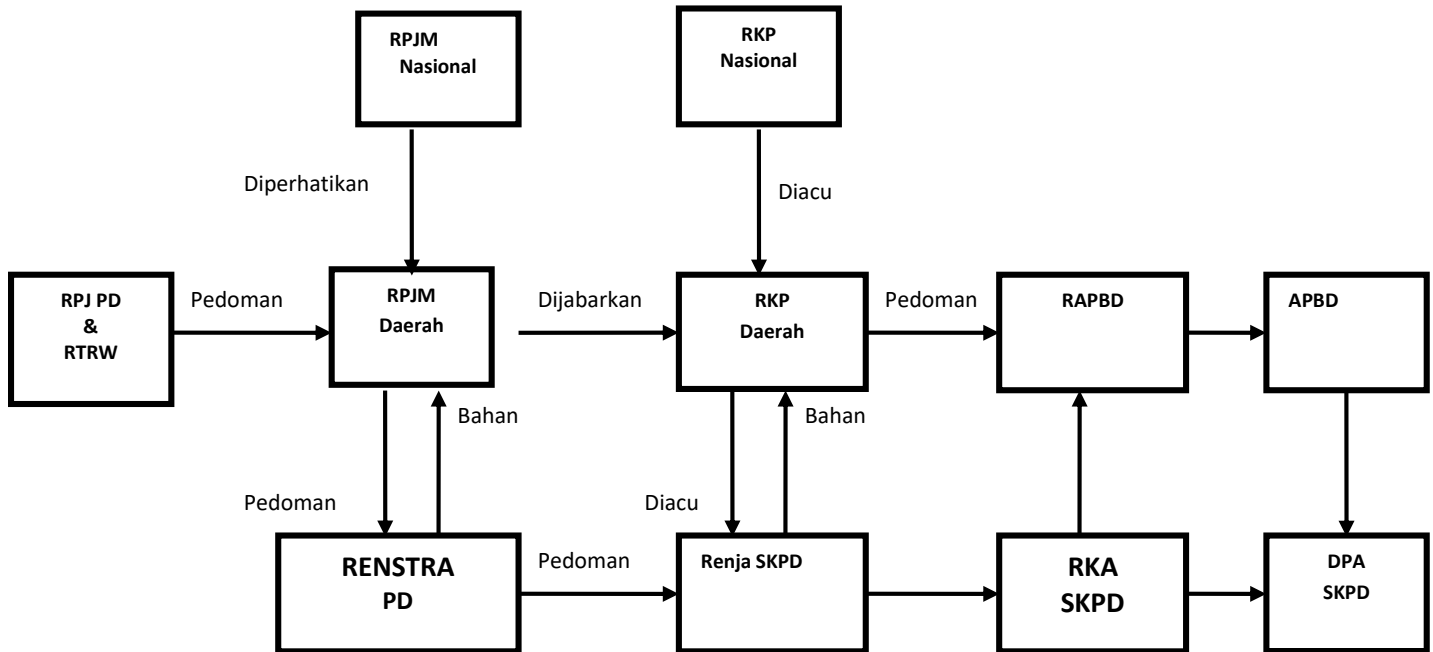 RPJM
Nasional
RKP
Nasional
Diperhatikan
Diacu
RPJ PD
&
RTRW
Pedoman
RPJM
Daerah
Dijabarkan
RKP
Daerah
Pedoman
RAPBD
APBD
Bahan
Bahan
Pedoman
Diacu
RENSTRA
PD
Pedoman
Renja SKPD
RKA
SKPD
DPA
SKPD